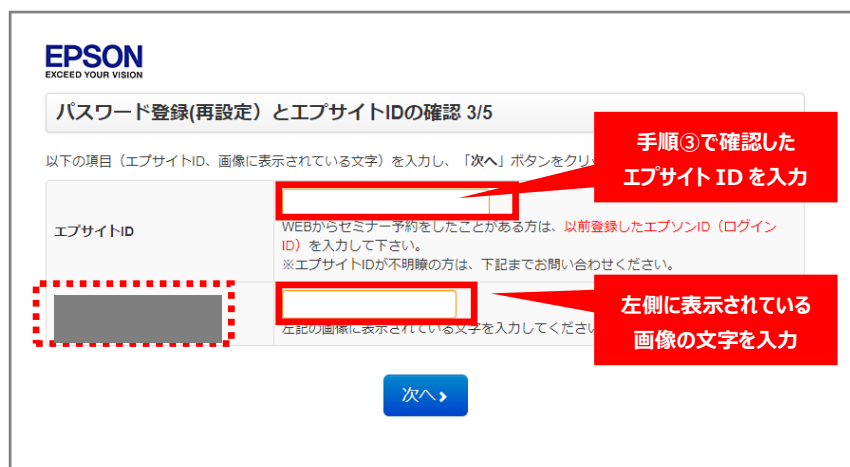 EPSON
EXCEED YOUR VISION
パスワード登録(再設定）とエプサイトIDの確認 3/5
手順③で確認した
エプサイト ID を入力
以下の項目（エプサイトID、画像に表示されている文字）を入力し、「次へ」ボタンをクリ
エプサイトID
WEBからセミナー予約をしたことがある方は、以前登録したエプソンID（ログイン
ID）を入力して下さい。
※エプサイトIDが不明瞭の方は、下記までお問い合わせください。
左側に表示されている
画像の文字を入力
左記の画像に表示されている文字を入力してくださ
次へ